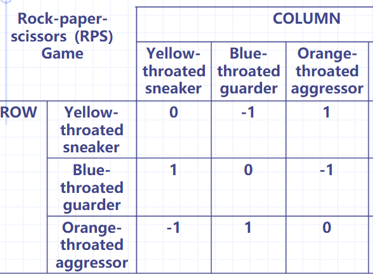 Rock-paper-
scissors (RPS)
Game
COLUMN
Yellow-
throated
sneaker
Blue-
throated
guarder
Orange-
throated
aggressor
ROW
Yellow-
throated
sneaker
0
-1
1
Blue-
throated
guarder
1
0
-1
Orange-
throated
aggressor
-1
1
0